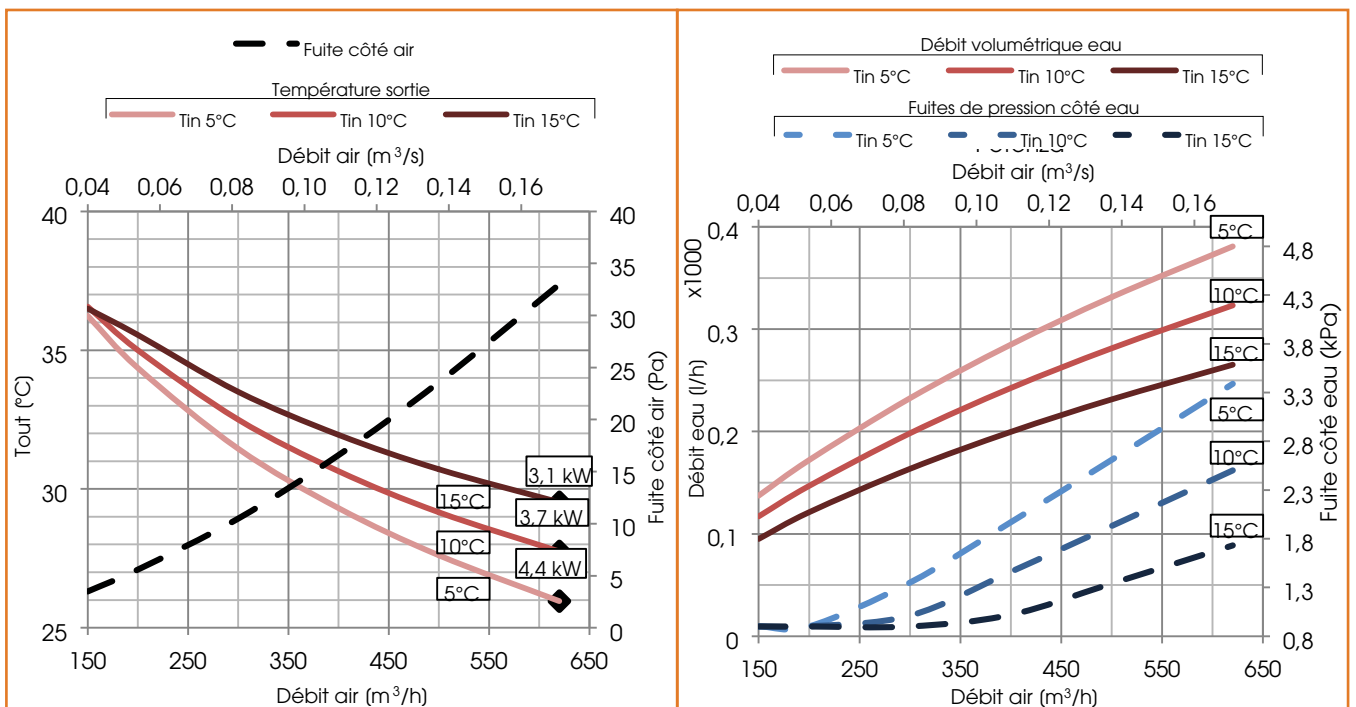 Fuite côté air
Température sortie
Tin 5°C Tin 10°C Tin 15°C
Débit air (m³/s)
0,04 0,06 0,08 0,10 0,12 0,14 0,16
40
35
30
25
Tout (°C)
40
35
30
25
20
15
10
5
0
Fuite côté air (Pa)
3,1 kW
15°C
3,7 kW
10°C
4,4 kW
5°C
150 250 350 450 550 650
Débit air (m³/h)
Débit volumétrique eau
Tin 5°C Tin 10°C Tin 15°C
Fuites de pression côté eau
Tin 5°C Tin 10°C Tin 15°C
Débit air (m³/s)
0,04 0,06 0,08 0,10 0,12 0,14 0,16
x1000
0,4
0,3
0,2
0,1
0
Débit eau (l/h)
5°C
10°C
15°C
5°C
10°C
15°C
4,8
4,3
3,8
3,3
2,8
2,3
1,8
1,3
0,8
Fuite côté eau (kPa)
150 250 350 450 550 650
Débit air (m³/h)